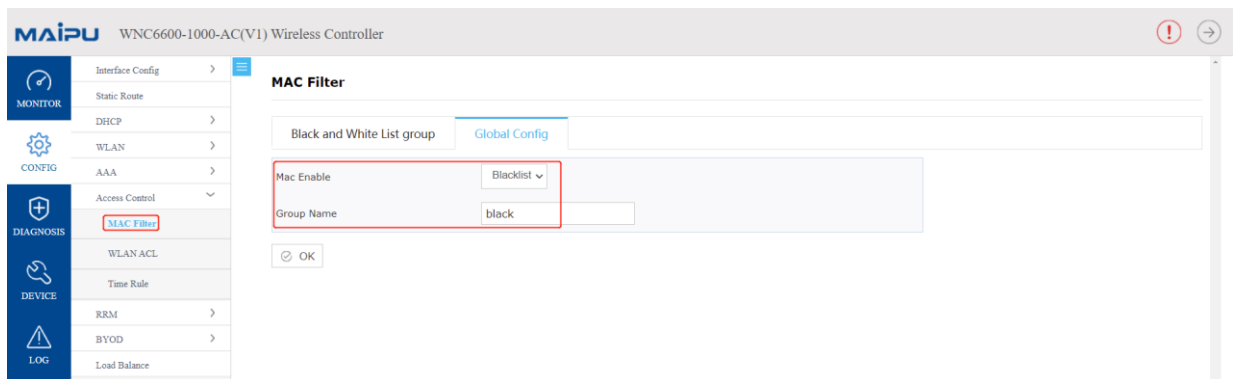 MAIPU WNC6600-1000-AC(V1) Wireless Controller
MONITOR
CONFIG
DIAGNOSIS
DEVICE
LOG
Interface Config
Static Route
DHCP
WLAN
AAA
Access Control
MAC Filter
WLAN ACL
Time Rule
RRM
BYOD
Load Balance
MAC Filter
Black and White List group Global Config
Mac Enable Blacklist
Group Name black
OK